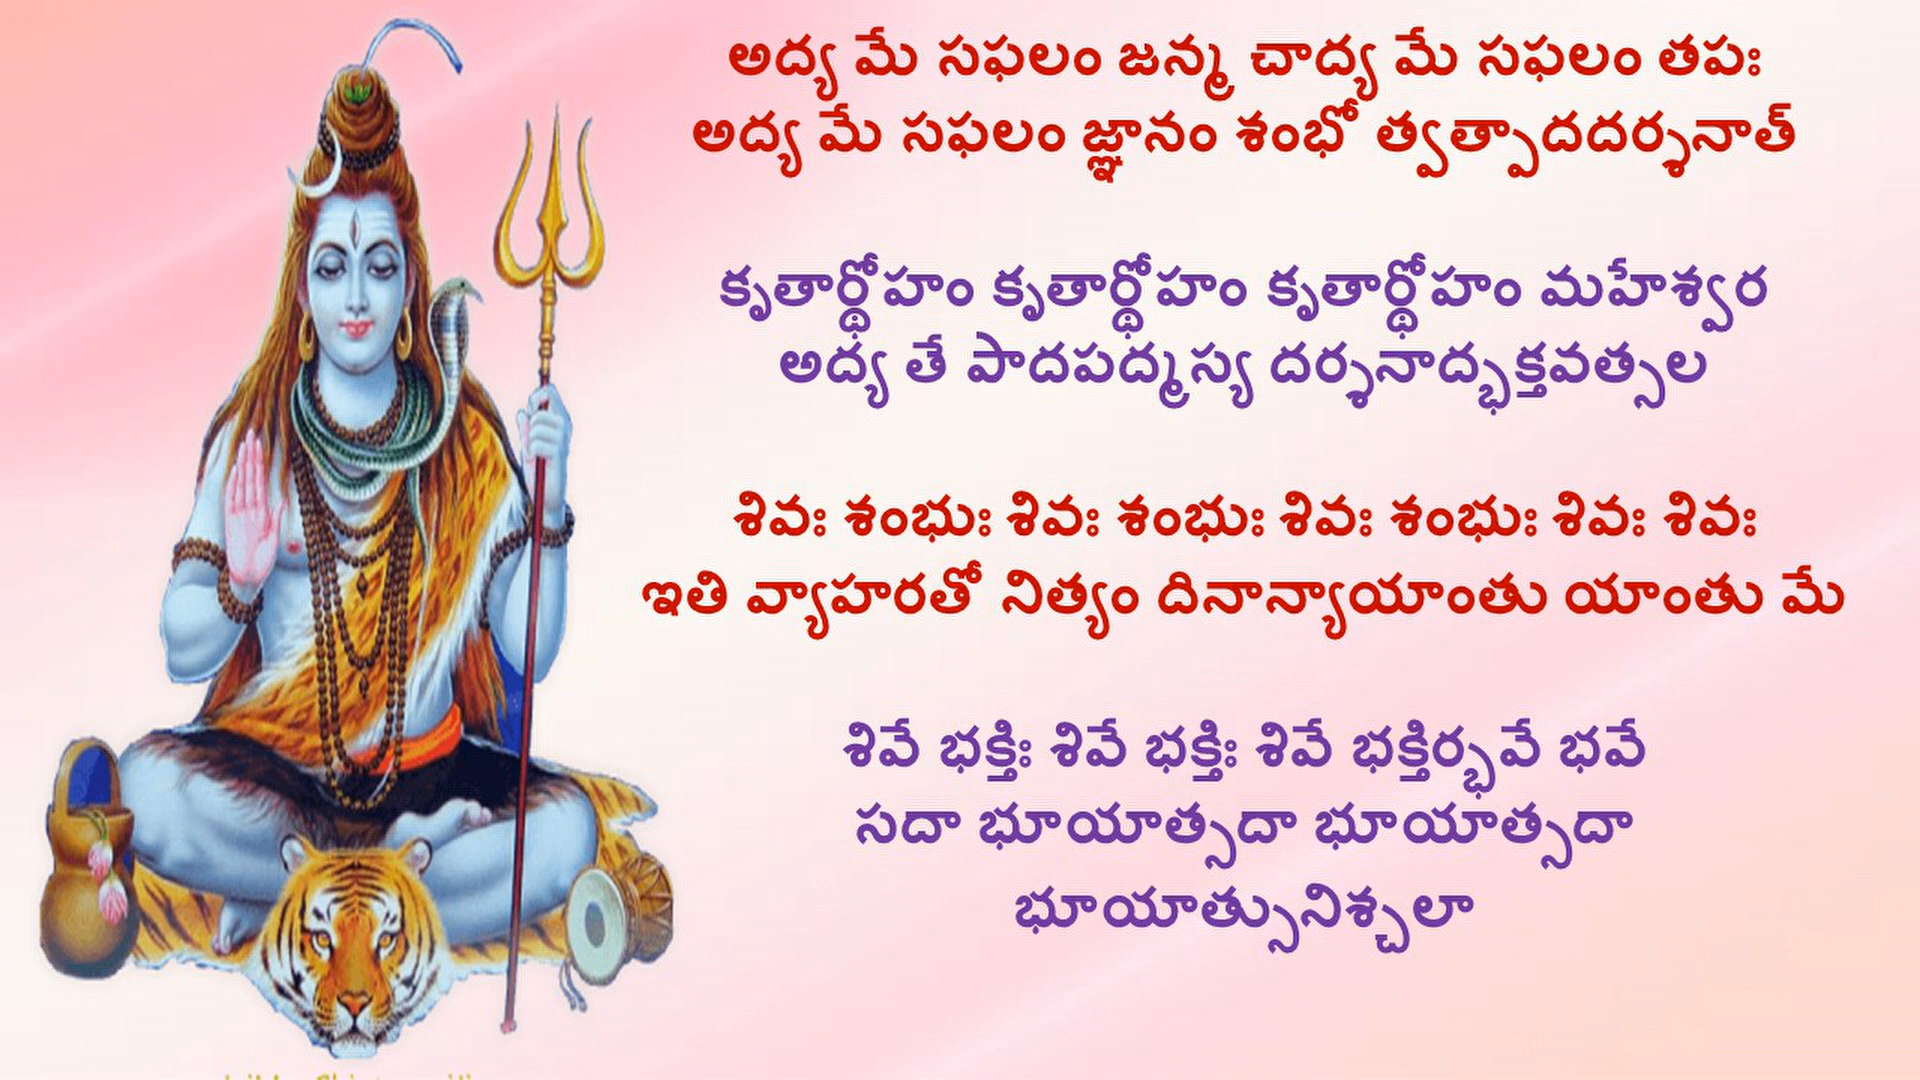 అద్య మే సఫలం జన్మ చాద్య మే సఫలం తపః
అద్య మే సఫలం జ్ఞానం శంభో త్వత్పాదదర్శనాత్
కృతార్థోహం కృతార్థోహం కృతార్థోహం మహేశ్వర
అద్య తే పాదపద్మస్య దర్శనాద్భక్తవత్సల
శివః శంభుః శివః శంభుః శివః శంభుః శివః శివః
ఇతి వ్యాహరతో నిత్యం దినాన్యాయాంతు యాంతు మే
శివే భక్తిః శివే భక్తిః శివే భక్తిర్భవే భవే
సదా భూయాత్సదా భూయాత్సదా
భూయాత్సునిశ్చలా